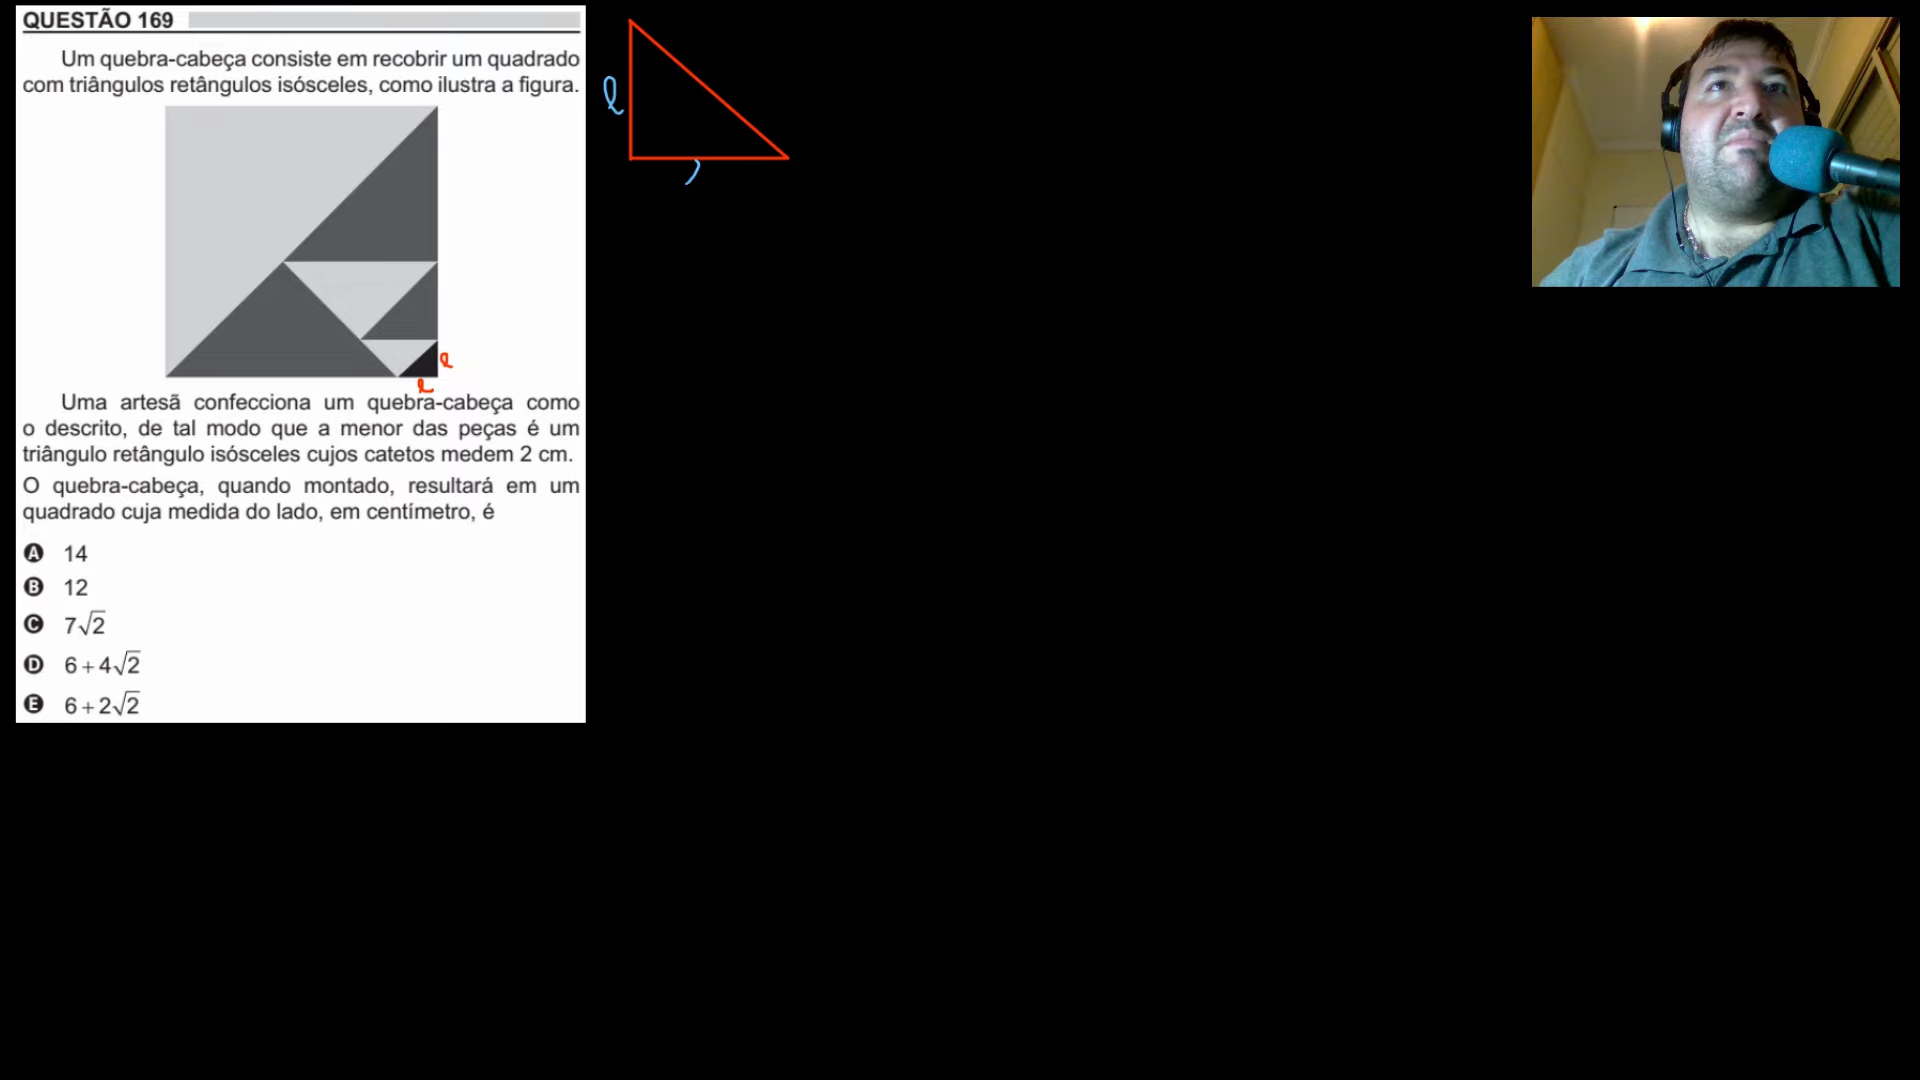 QUESTÃO 169
Um quebra-cabeça consiste em recobrir um quadrado
com triângulos retângulos isósceles, como ilustra a figura.
ℓ
ℓ
ℓ
Uma artesã confecciona um quebra-cabeça como
o descrito, de tal modo que a menor das peças é um
triângulo retângulo isósceles cujos catetos medem 2 cm.
O quebra-cabeça, quando montado, resultará em um
quadrado cuja medida do lado, em centímetro, é
A 14
B 12
C 7√2
D 6 + 4√2
E 6 + 2√2